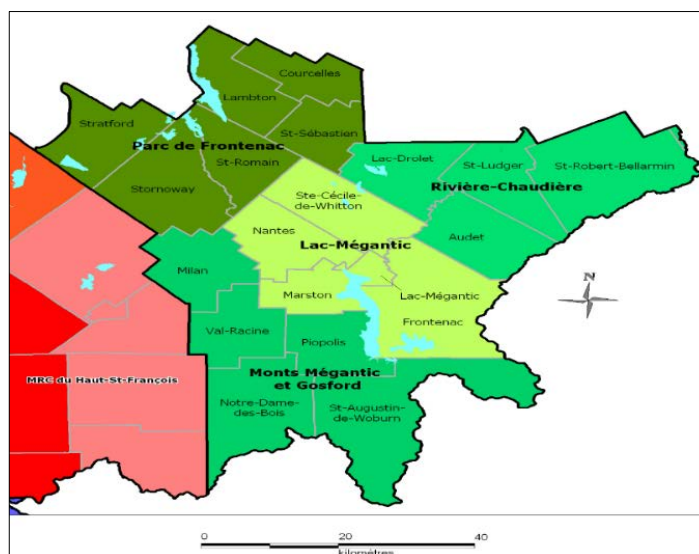 Courcelles
Lambton
Stratford
St-Sébastien
Parc de Frontenac
St-Romain
Lac-Drolet
St-Ludger
St-Robert-Bellarmin
Stornoway
Rivière-Chaudière
Ste-Cécile-
de-Whitton
Nantes
Lac-Mégantic
Audet
Milan
N
Marston
Lac-Mégantic
Frontenac
Val-Racine
Piopolis
MRC du Haut-St-François
Monts Mégantic
et Gosford
Notre-Dame-
des-Bois
St-Augustin-
de-Woburn
0 20 40
kilomètres